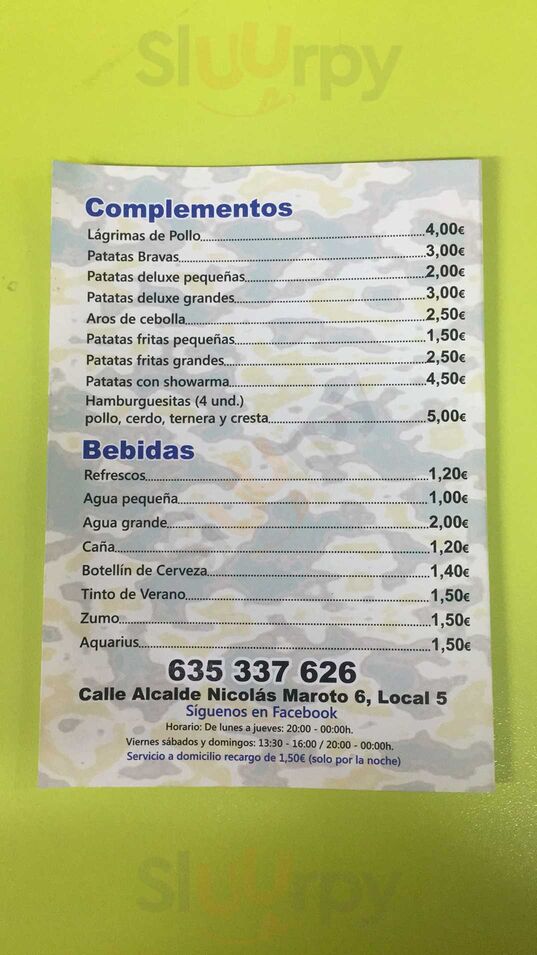 Sluurpy
Complementos
Lágrimas de Pollo 4,00€
Patatas Bravas 3,00€
Patatas deluxe pequeñas 2,00€
Patatas deluxe grandes 3,00€
Aros de cebolla 2,50€
Patatas fritas pequeñas 1,50€
Patatas fritas grandes 2,50€
Patatas con showarma 4,50€
Hamburguesitas (4 und.)
pollo, cerdo, ternera y cresta 5,00€
Bebidas
Refrescos 1,20€
Agua pequeña 1,00€
Agua grande 2,00€
Caña 1,20€
Botellín de Cerveza 1,40€
Tinto de Verano 1,50€
Zumo 1,50€
Aquarius 1,50€
635 337 626
Calle Alcalde Nicolás Maroto 6, Local 5
Síguenos en Facebook
Horario: De lunes a jueves: 20:00 - 00:00h.
Viernes sábados y domingos: 13:30 - 16:00 / 20:00 - 00:00h.
Servicio a domicilio recargo de 1,50€ (solo por la noche)
Sluurpy